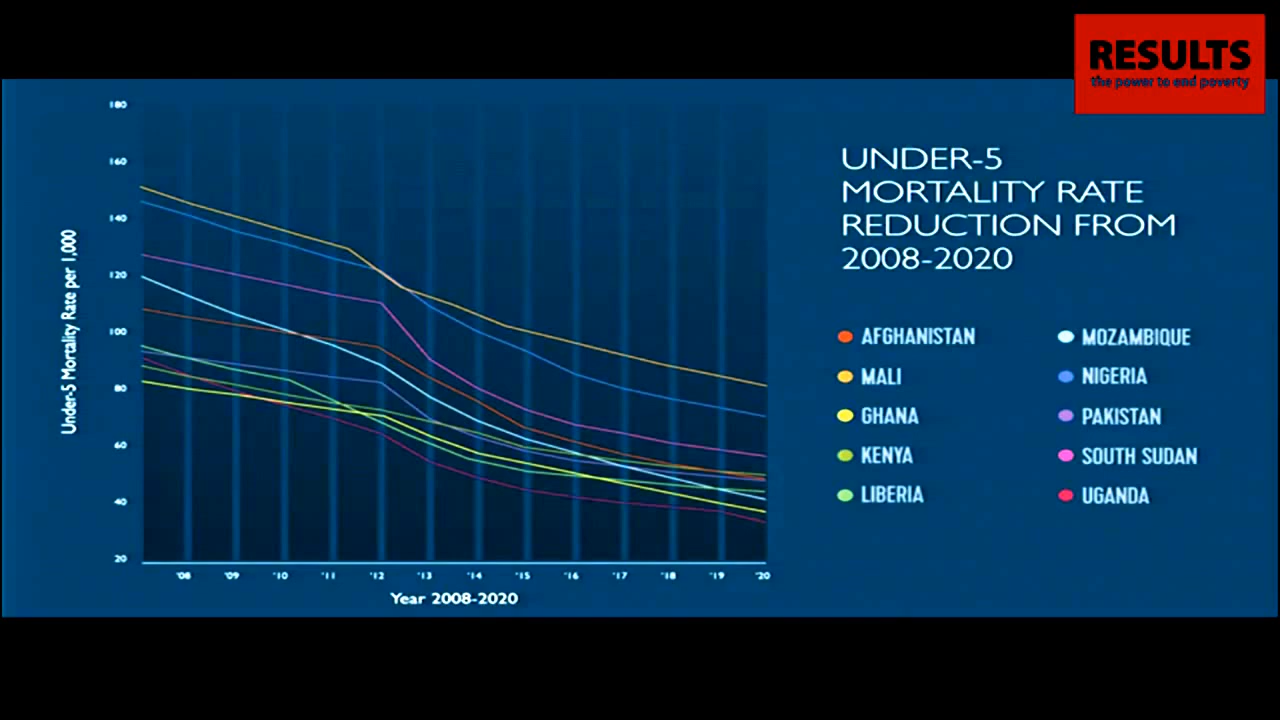 RESULTS
the power to end poverty
UNDER-5
MORTALITY RATE
REDUCTION FROM
2008-2020
AFGHANISTAN
MALI
GHANA
KENYA
LIBERIA
MOZAMBIQUE
NIGERIA
PAKISTAN
SOUTH SUDAN
UGANDA
Under-5 Mortality Rate per 1,000
180
160
140
120
100
80
60
40
20
'08 '09 '10 '11 '12 '13 '14 '15 '16 '17 '18 '19 '20
Year 2008-2020